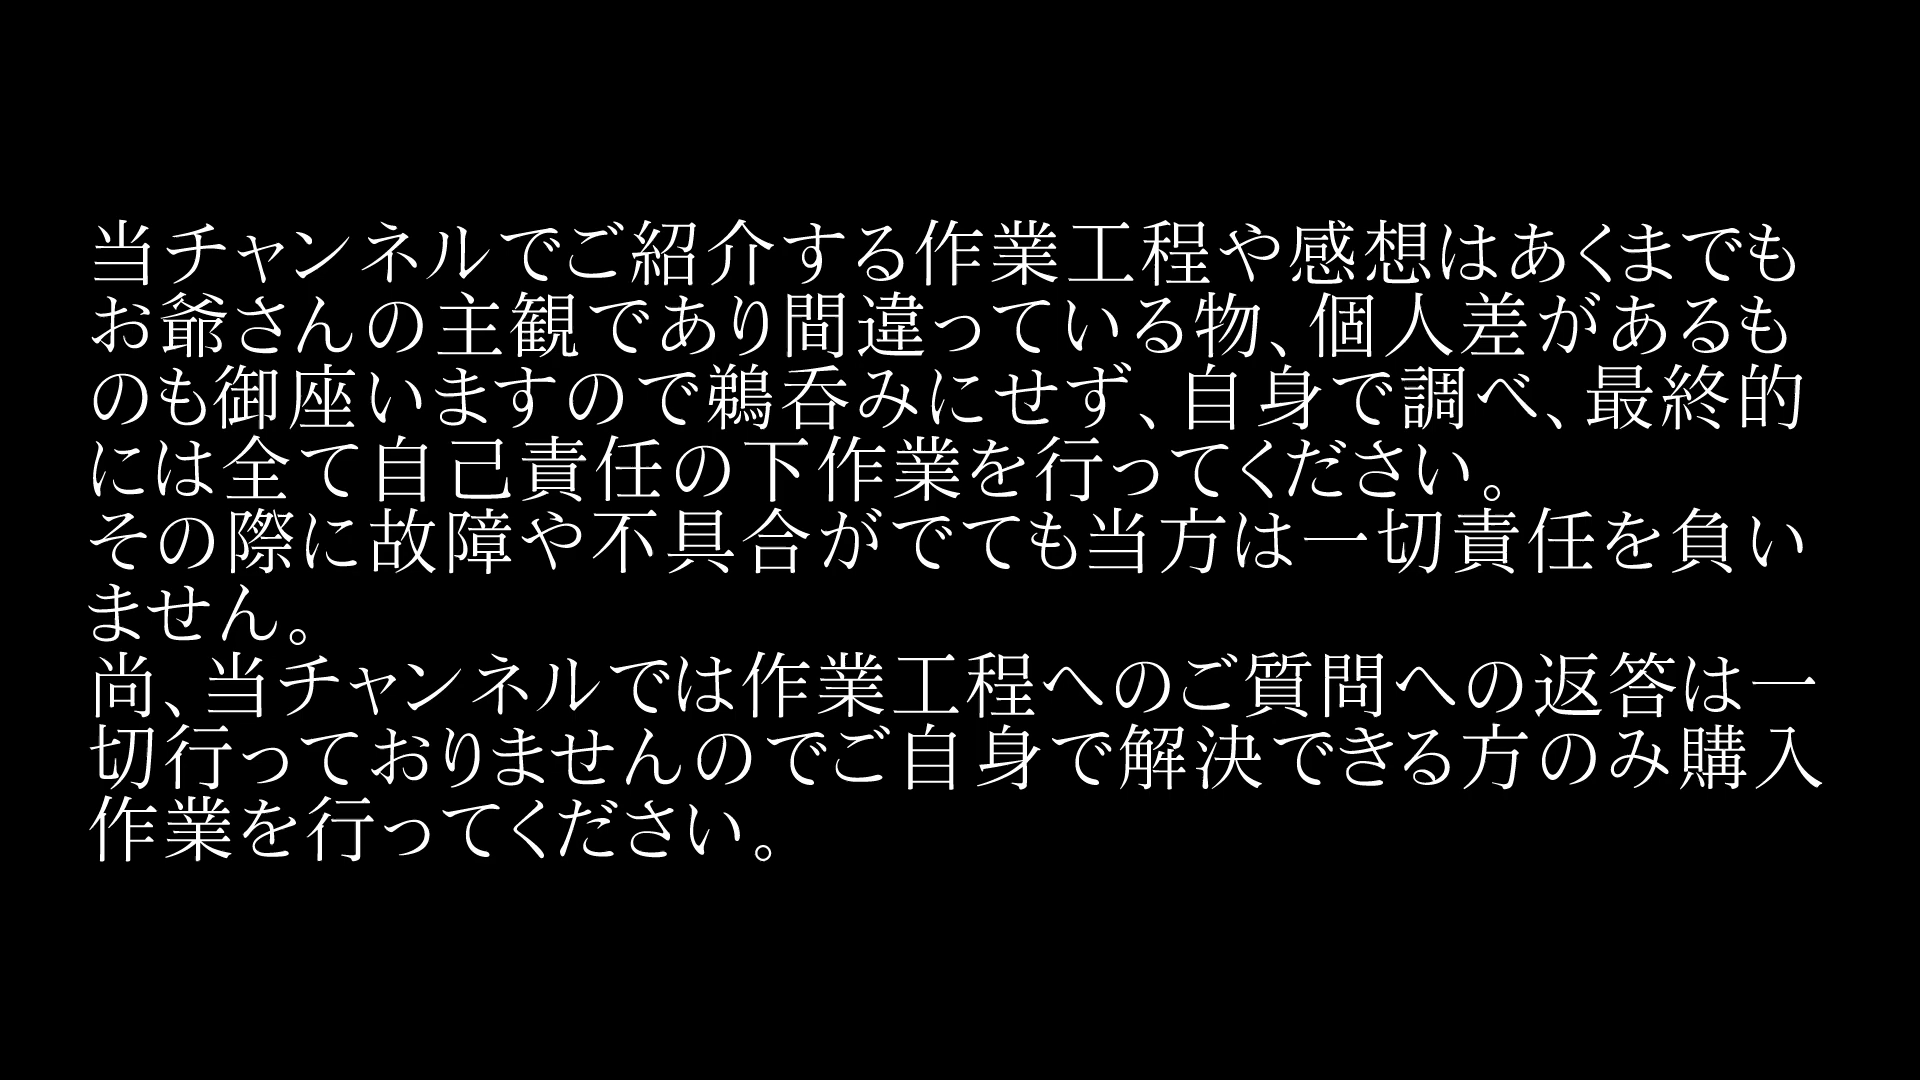 当チャンネルでご紹介する作業工程や感想はあくまでも
お爺さんの主観であり間違っている物、個人差があるも
のも御座いますので鵜呑みにせず、自身で調べ、最終的
には全て自己責任の下作業を行ってください。
その際に故障や不具合がでても当方は一切責任を負い
ません。
尚、当チャンネルでは作業工程へのご質問への返答は一
切行っておりませんのでご自身で解決できる方のみ購入
作業を行ってください。